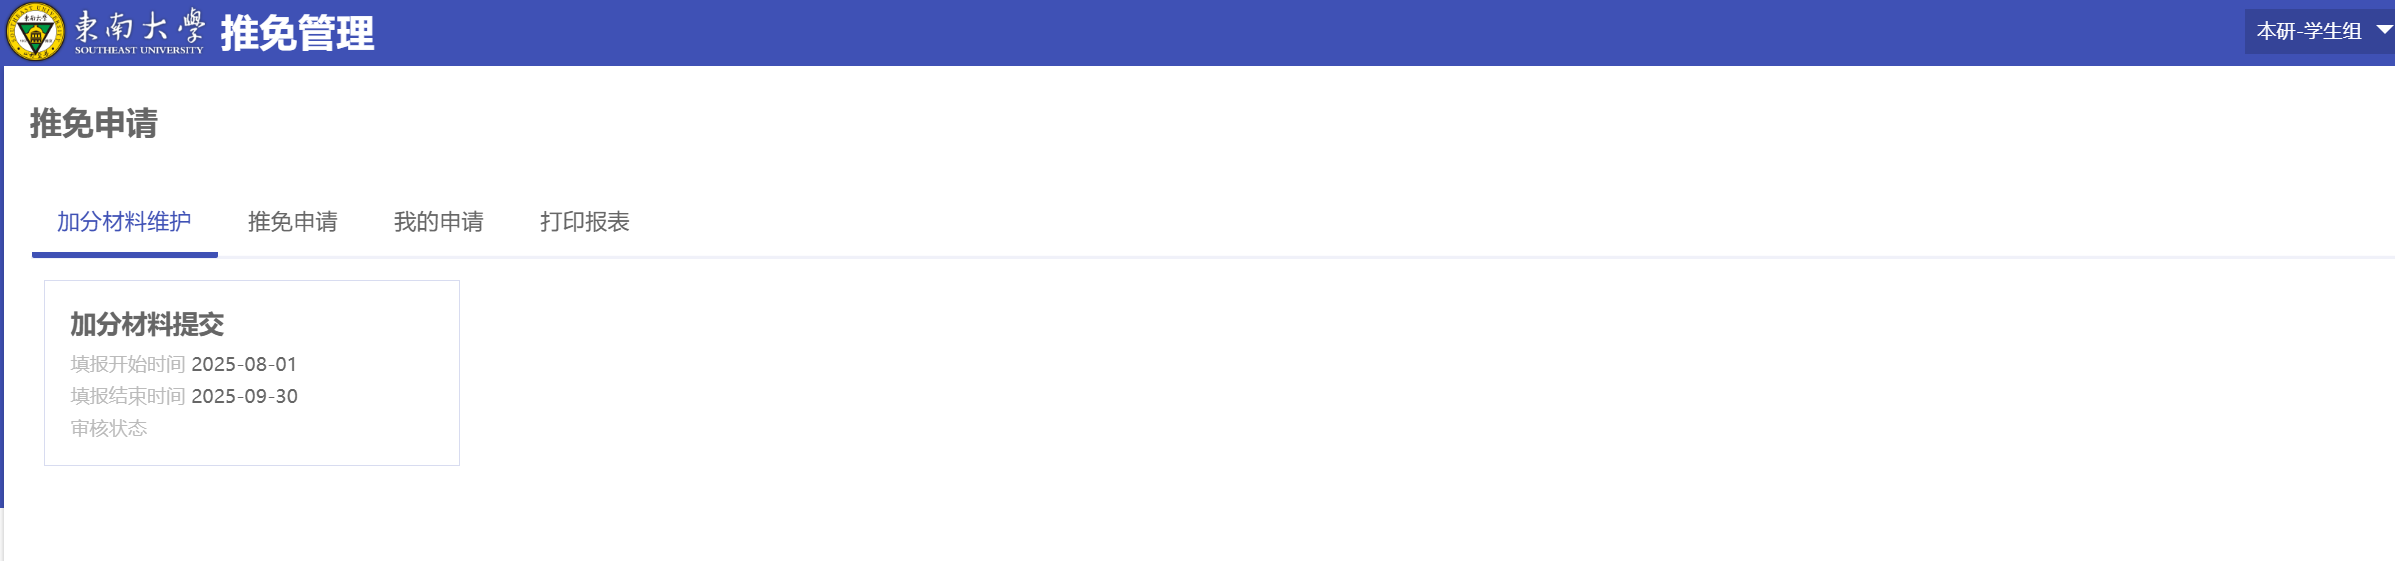 東南大學 推免管理
SOUTHEAST UNIVERSITY
本研-学生组
推免申请
加分材料维护 推免申请 我的申请 打印报表
加分材料提交
填报开始时间 2025-08-01
填报结束时间 2025-09-30
审核状态